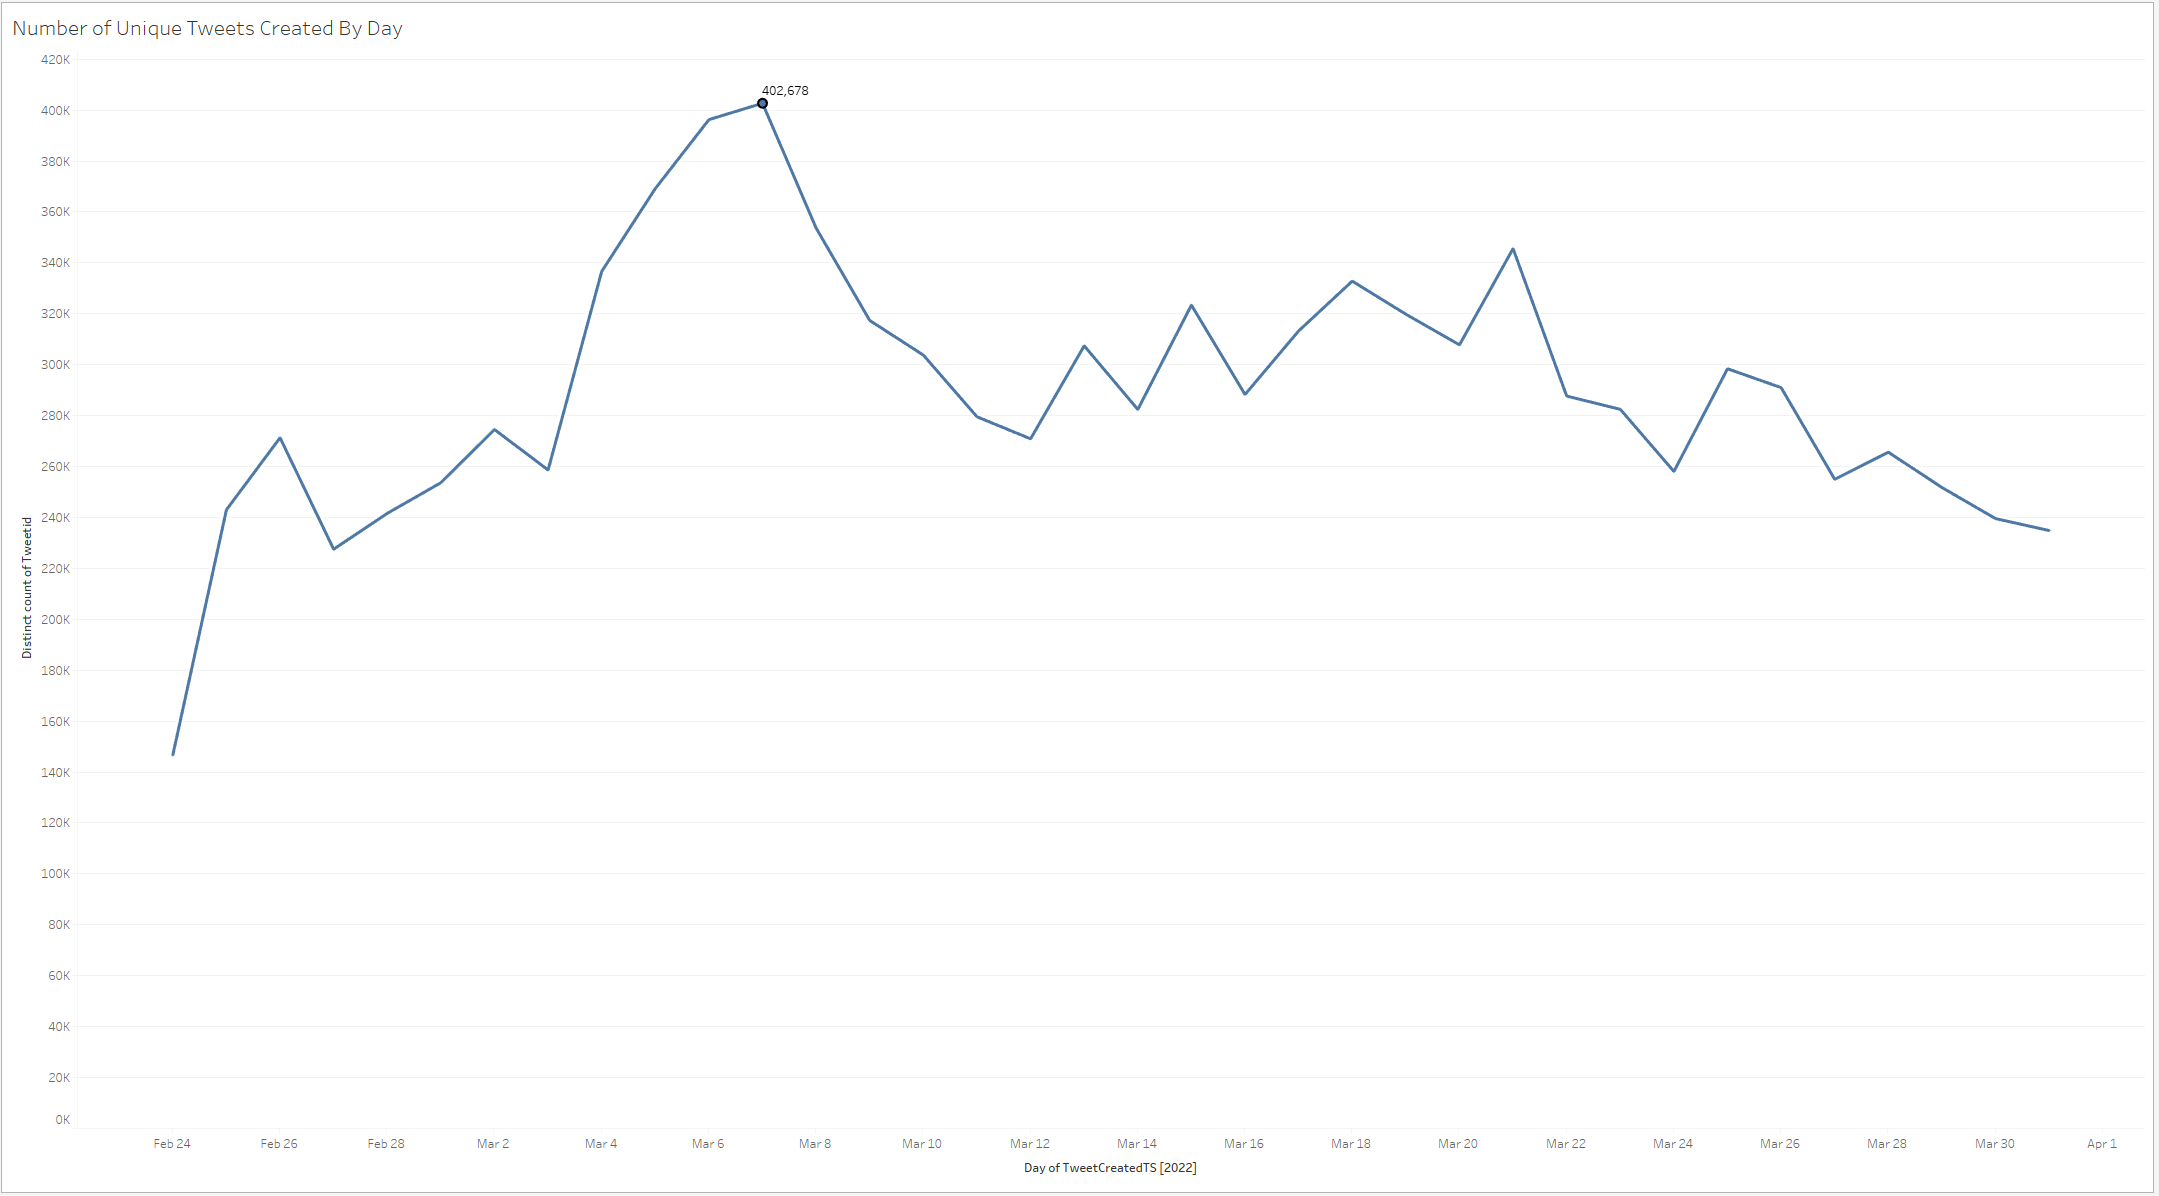 Number of Unique Tweets Created By Day
420K
402,678
400K
380K
360K
340K
320K
300K
280K
260K
240K
220K
200K
180K
160K
140K
120K
100K
80K
60K
40K
20K
0K
Distinct count of Tweetid
Feb 24 Feb 26 Feb 28 Mar 2 Mar 4 Mar 6 Mar 8 Mar 10 Mar 12 Mar 14 Mar 16 Mar 18 Mar 20 Mar 22 Mar 24 Mar 26 Mar 28 Mar 30 Apr 1
Day of TweetCreatedTS [2022]